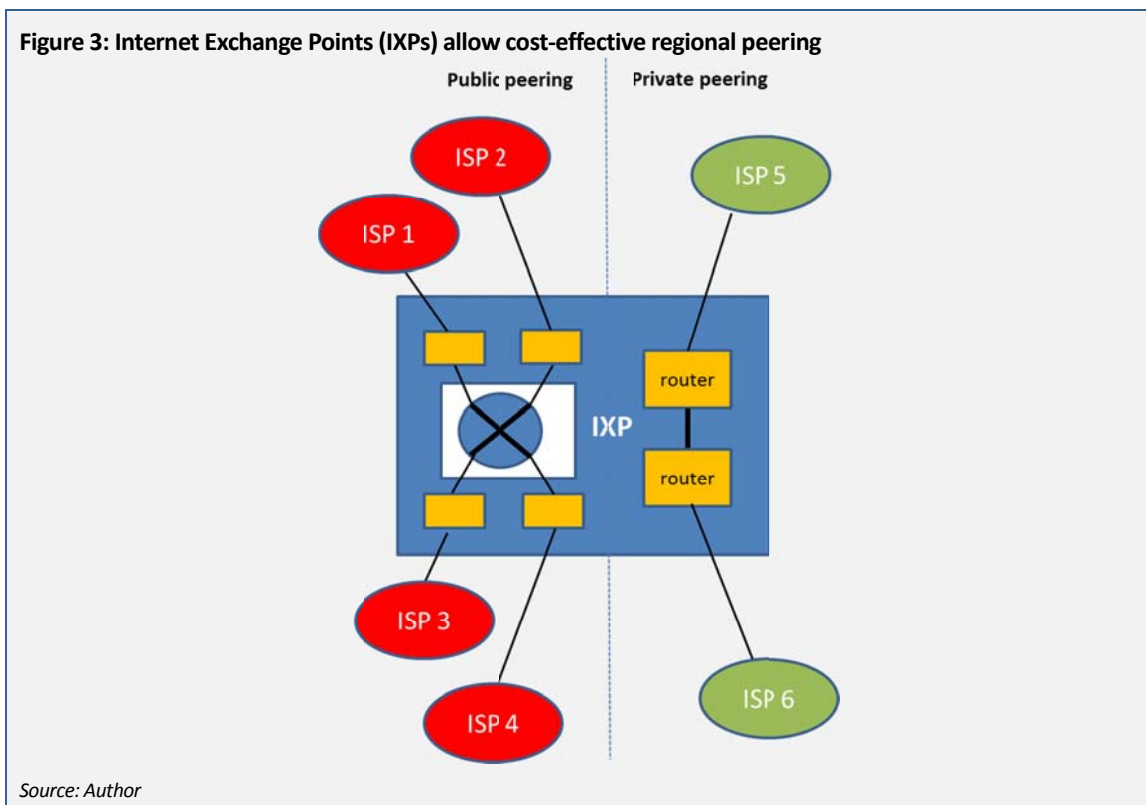 Figure 3: Internet Exchange Points (IXPs) allow cost-effective regional peering
Public peering
Private peering
ISP 2
ISP 5
ISP 1
router
IXP
router
ISP 3
ISP 6
ISP 4
Source: Author